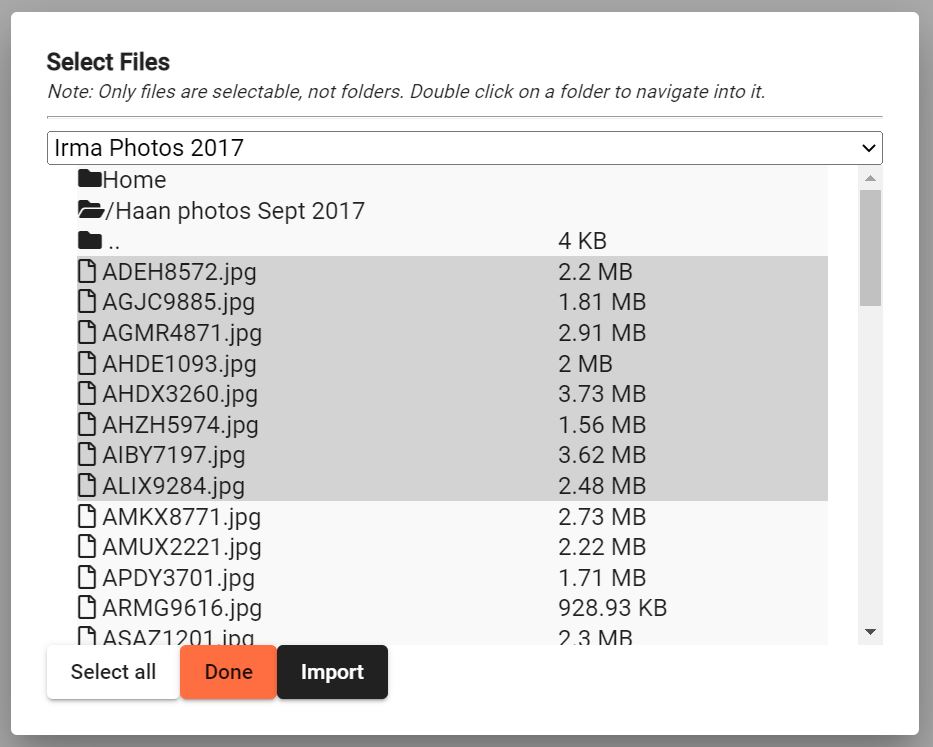 Select Files
Note: Only files are selectable, not folders. Double click on a folder to navigate into it.
Irma Photos 2017
Home
/Haan photos Sept 2017
.. 4 KB
ADEH8572.jpg 2.2 MB
AGJC9885.jpg 1.81 MB
AGMR4871.jpg 2.91 MB
AHDE1093.jpg 2 MB
AHDX3260.jpg 3.73 MB
AHZH5974.jpg 1.56 MB
AIBY7197.jpg 3.62 MB
ALIX9284.jpg 2.48 MB
AMKX8771.jpg 2.73 MB
AMUX2221.jpg 2.22 MB
APDY3701.jpg 1.71 MB
ARMG9616.jpg 928.93 KB
ASAZ1201.jpg 2.3 MB
Select all Done Import